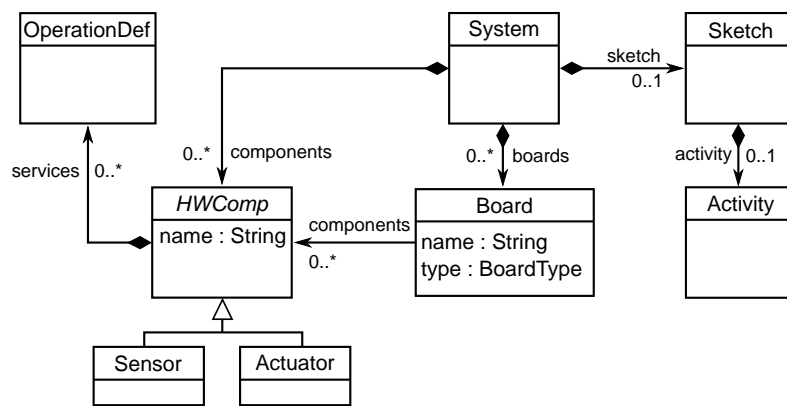 OperationDef
System
Sketch
sketch
0..1
0..* components
0..* boards
activity 0..1
services 0..*
HWComp
name : String
components
0..*
Board
name : String
type : BoardType
Activity
Sensor
Actuator